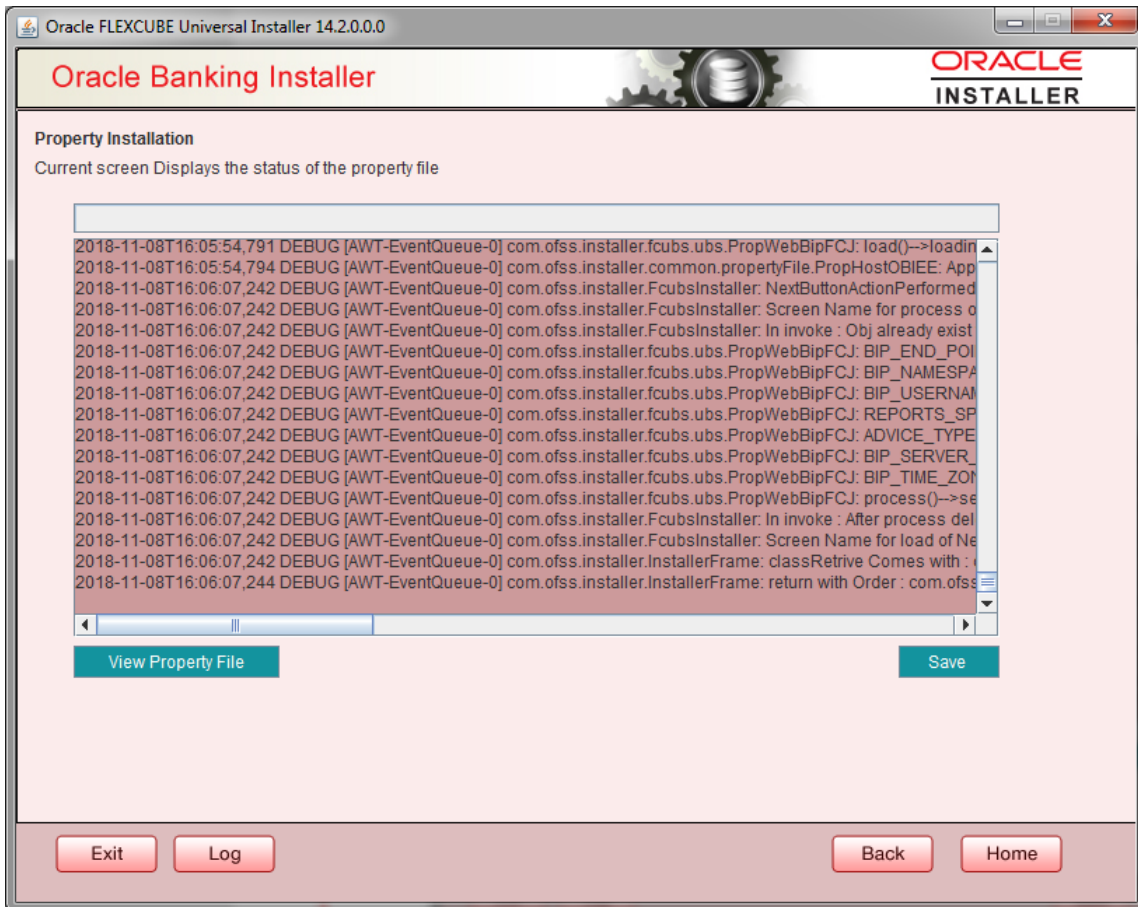 Oracle FLEXCUBE Universal Installer 14.2.0.0.0
Oracle Banking Installer
ORACLE
INSTALLER
Property Installation
Current screen Displays the status of the property file
2018-11-08T16:05:54,791 DEBUG [AWT-EventQueue-0] com.ofss.installer.fcubs.ubs.PropWebBipFCJ: load()-->loadin
2018-11-08T16:05:54,794 DEBUG [AWT-EventQueue-0] com.ofss.installer.common.propertyFile.PropHostOBIEE: App
2018-11-08T16:06:07,242 DEBUG [AWT-EventQueue-0] com.ofss.installer.FcubsInstaller: NextButtonActionPerformed
2018-11-08T16:06:07,242 DEBUG [AWT-EventQueue-0] com.ofss.installer.FcubsInstaller: Screen Name for process o
2018-11-08T16:06:07,242 DEBUG [AWT-EventQueue-0] com.ofss.installer.FcubsInstaller: In invoke : Obj already exist
2018-11-08T16:06:07,242 DEBUG [AWT-EventQueue-0] com.ofss.installer.fcubs.ubs.PropWebBipFCJ: BIP_END_POI
2018-11-08T16:06:07,242 DEBUG [AWT-EventQueue-0] com.ofss.installer.fcubs.ubs.PropWebBipFCJ: BIP_NAMESPA
2018-11-08T16:06:07,242 DEBUG [AWT-EventQueue-0] com.ofss.installer.fcubs.ubs.PropWebBipFCJ: BIP_USERNAM
2018-11-08T16:06:07,242 DEBUG [AWT-EventQueue-0] com.ofss.installer.fcubs.ubs.PropWebBipFCJ: REPORTS_SP
2018-11-08T16:06:07,242 DEBUG [AWT-EventQueue-0] com.ofss.installer.fcubs.ubs.PropWebBipFCJ: ADVICE_TYPE
2018-11-08T16:06:07,242 DEBUG [AWT-EventQueue-0] com.ofss.installer.fcubs.ubs.PropWebBipFCJ: BIP_SERVER_
2018-11-08T16:06:07,242 DEBUG [AWT-EventQueue-0] com.ofss.installer.fcubs.ubs.PropWebBipFCJ: BIP_TIME_ZON
2018-11-08T16:06:07,242 DEBUG [AWT-EventQueue-0] com.ofss.installer.fcubs.ubs.PropWebBipFCJ: process()-->se
2018-11-08T16:06:07,242 DEBUG [AWT-EventQueue-0] com.ofss.installer.FcubsInstaller: In invoke : After process del
2018-11-08T16:06:07,242 DEBUG [AWT-EventQueue-0] com.ofss.installer.FcubsInstaller: Screen Name for load of Ne
2018-11-08T16:06:07,242 DEBUG [AWT-EventQueue-0] com.ofss.installer.InstallerFrame: classRetrive Comes with :
2018-11-08T16:06:07,244 DEBUG [AWT-EventQueue-0] com.ofss.installer.InstallerFrame: return with Order : com.ofss
View Property File
Save
Exit
Log
Back
Home